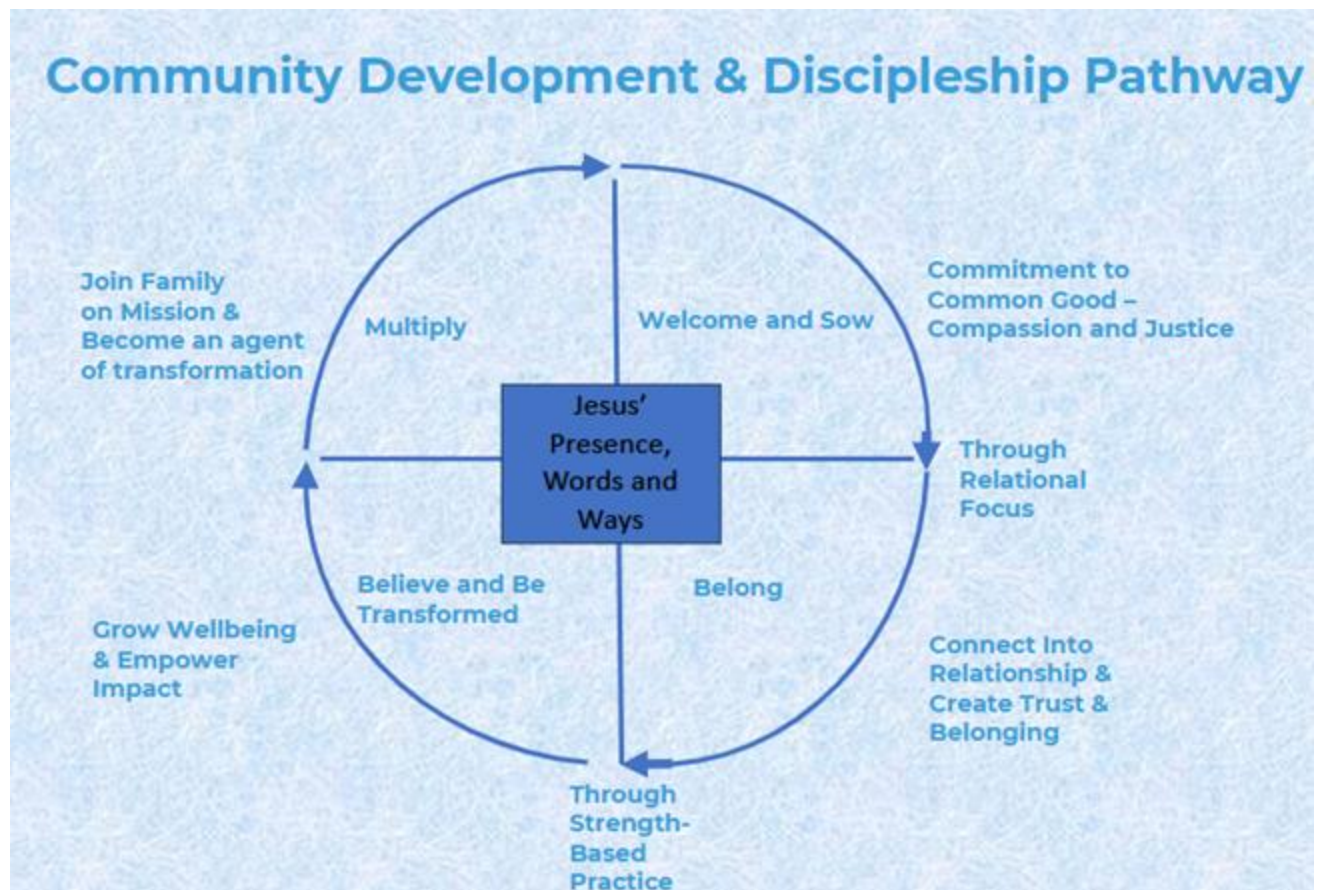 Community Development & Discipleship Pathway
Join Family
on Mission &
Become an agent
of transformation
Multiply
Welcome and Sow
Commitment to
Common Good –
Compassion and Justice
Jesus’
Presence,
Words and
Ways
Through
Relational
Focus
Believe and Be
Transformed
Belong
Grow Wellbeing
& Empower
Impact
Connect Into
Relationship &
Create Trust &
Belonging
Through
Strength-
Based
Practice